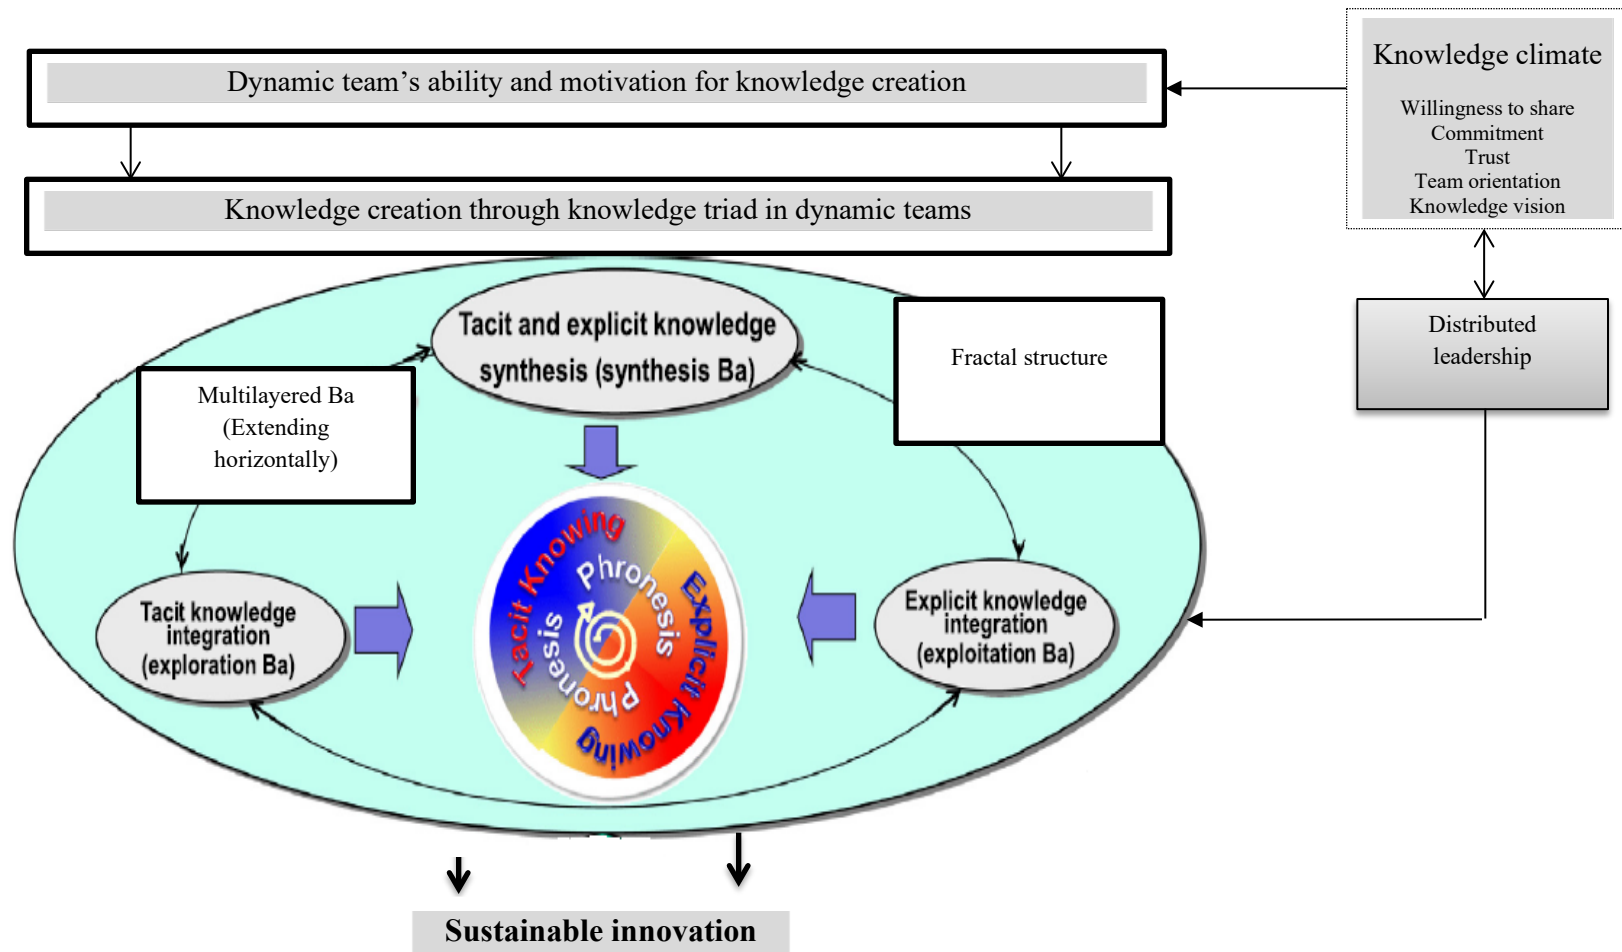 Dynamic team’s ability and motivation for knowledge creation
Knowledge climate
Willingness to share
Commitment
Trust
Team orientation
Knowledge vision
Knowledge creation through knowledge triad in dynamic teams
Tacit and explicit knowledge
synthesis (synthesis Ba)
Fractal structure
Distributed
leadership
Multilayered Ba
(Extending
horizontally)
Tacit Knowing
Phronesis
Explicit Knowing
Phronesis
Tacit knowledge
integration
(exploration Ba)
Explicit knowledge
integration
(exploitation Ba)
Sustainable innovation